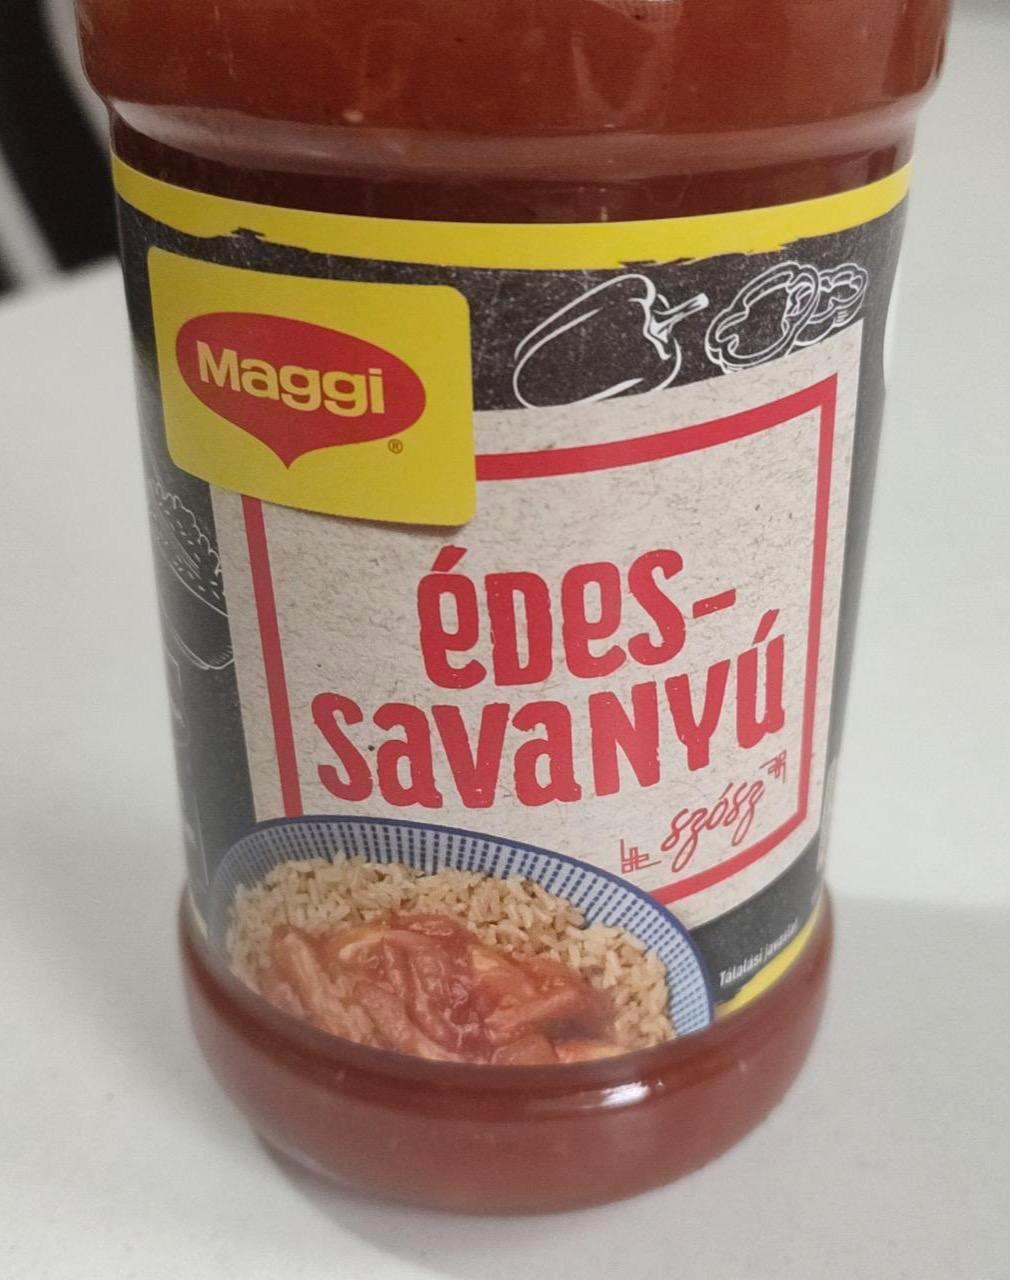 Maggi
®
éDes-
savaNYú
szósz
Tálalási javaslat